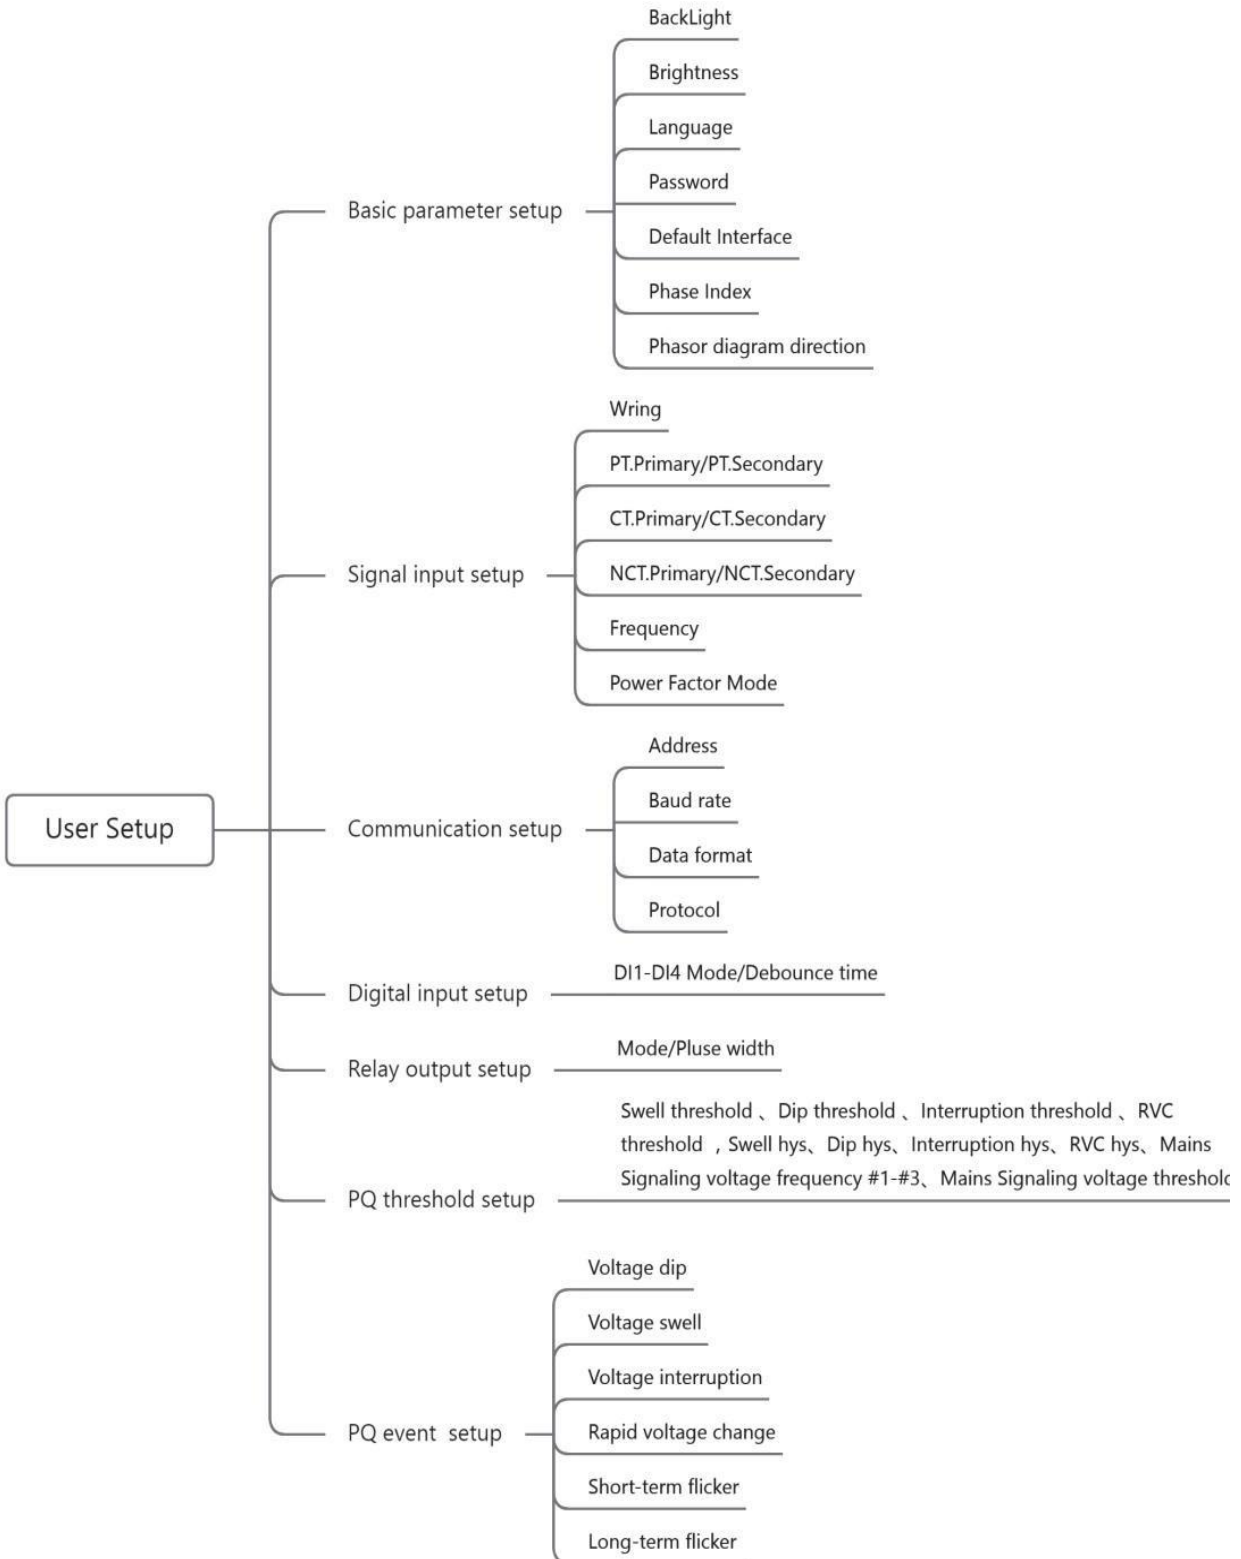 BackLight
Brightness
Language
Password
Default Interface
Phase Index
Phasor diagram direction
Basic parameter setup
Wring
PT.Primary/PT.Secondary
CT.Primary/CT.Secondary
NCT.Primary/NCT.Secondary
Frequency
Power Factor Mode
Signal input setup
Address
Baud rate
Data format
Protocol
Communication setup
User Setup
DI1-DI4 Mode/Debounce time
Digital input setup
Mode/Pluse width
Relay output setup
Swell threshold 、Dip threshold 、Interruption threshold 、RVC
threshold ，Swell hys、Dip hys、Interruption hys、RVC hys、Mains
Signaling voltage frequency #1-#3、Mains Signaling voltage threshold
PQ threshold setup
Voltage dip
Voltage swell
Voltage interruption
Rapid voltage change
Short-term flicker
Long-term flicker
PQ event  setup